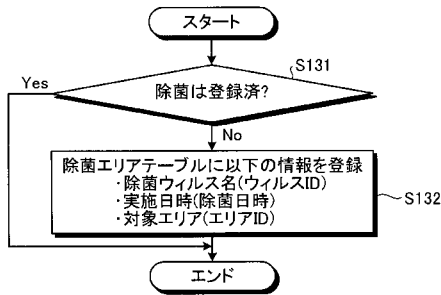 スタート
S131
Yes
除菌は登録済?
No
除菌エリアテーブルに以下の情報を登録
・除菌ウィルス名(ウィルスID)
・実施日時(除菌日時)
・対象エリア(エリアID)
S132
エンド